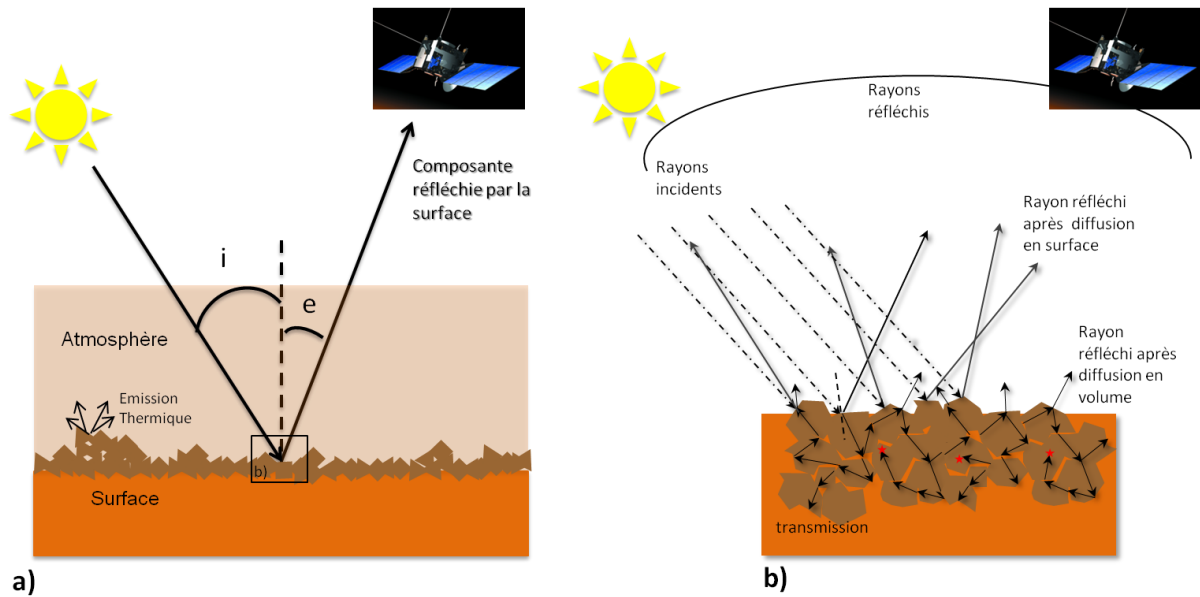 i
e
Composante
réfléchie par la
surface
Atmosphère
Emission
Thermique
b)
Surface
a)
Rayons
réfléchis
Rayons
incidents
Rayon réfléchi
après diffusion
en surface
Rayon
réfléchi après
diffusion en
volume
transmission
b)